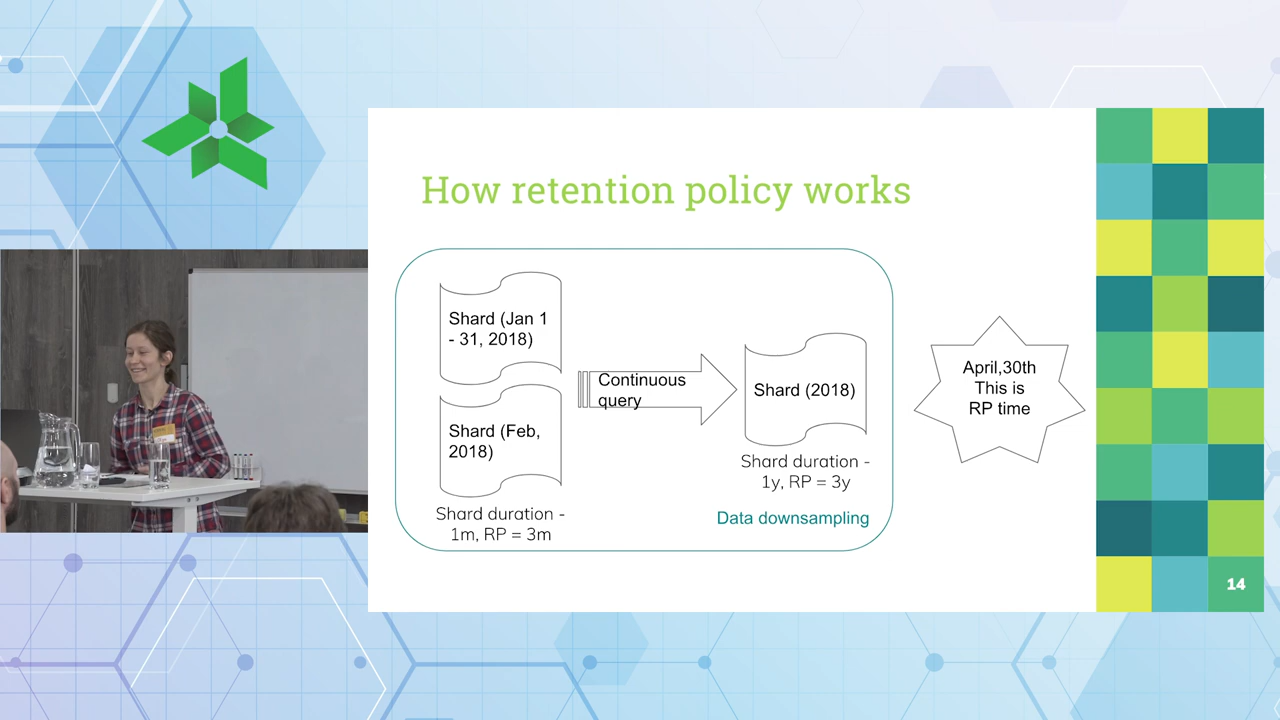 How retention policy works
Shard (Jan 1
- 31, 2018)
Shard (Feb,
2018)
Shard duration -
1m, RP = 3m
Continuous
query
Shard (2018)
Shard duration -
1y, RP = 3y
Data downsampling
April,30th
This is
RP time
14